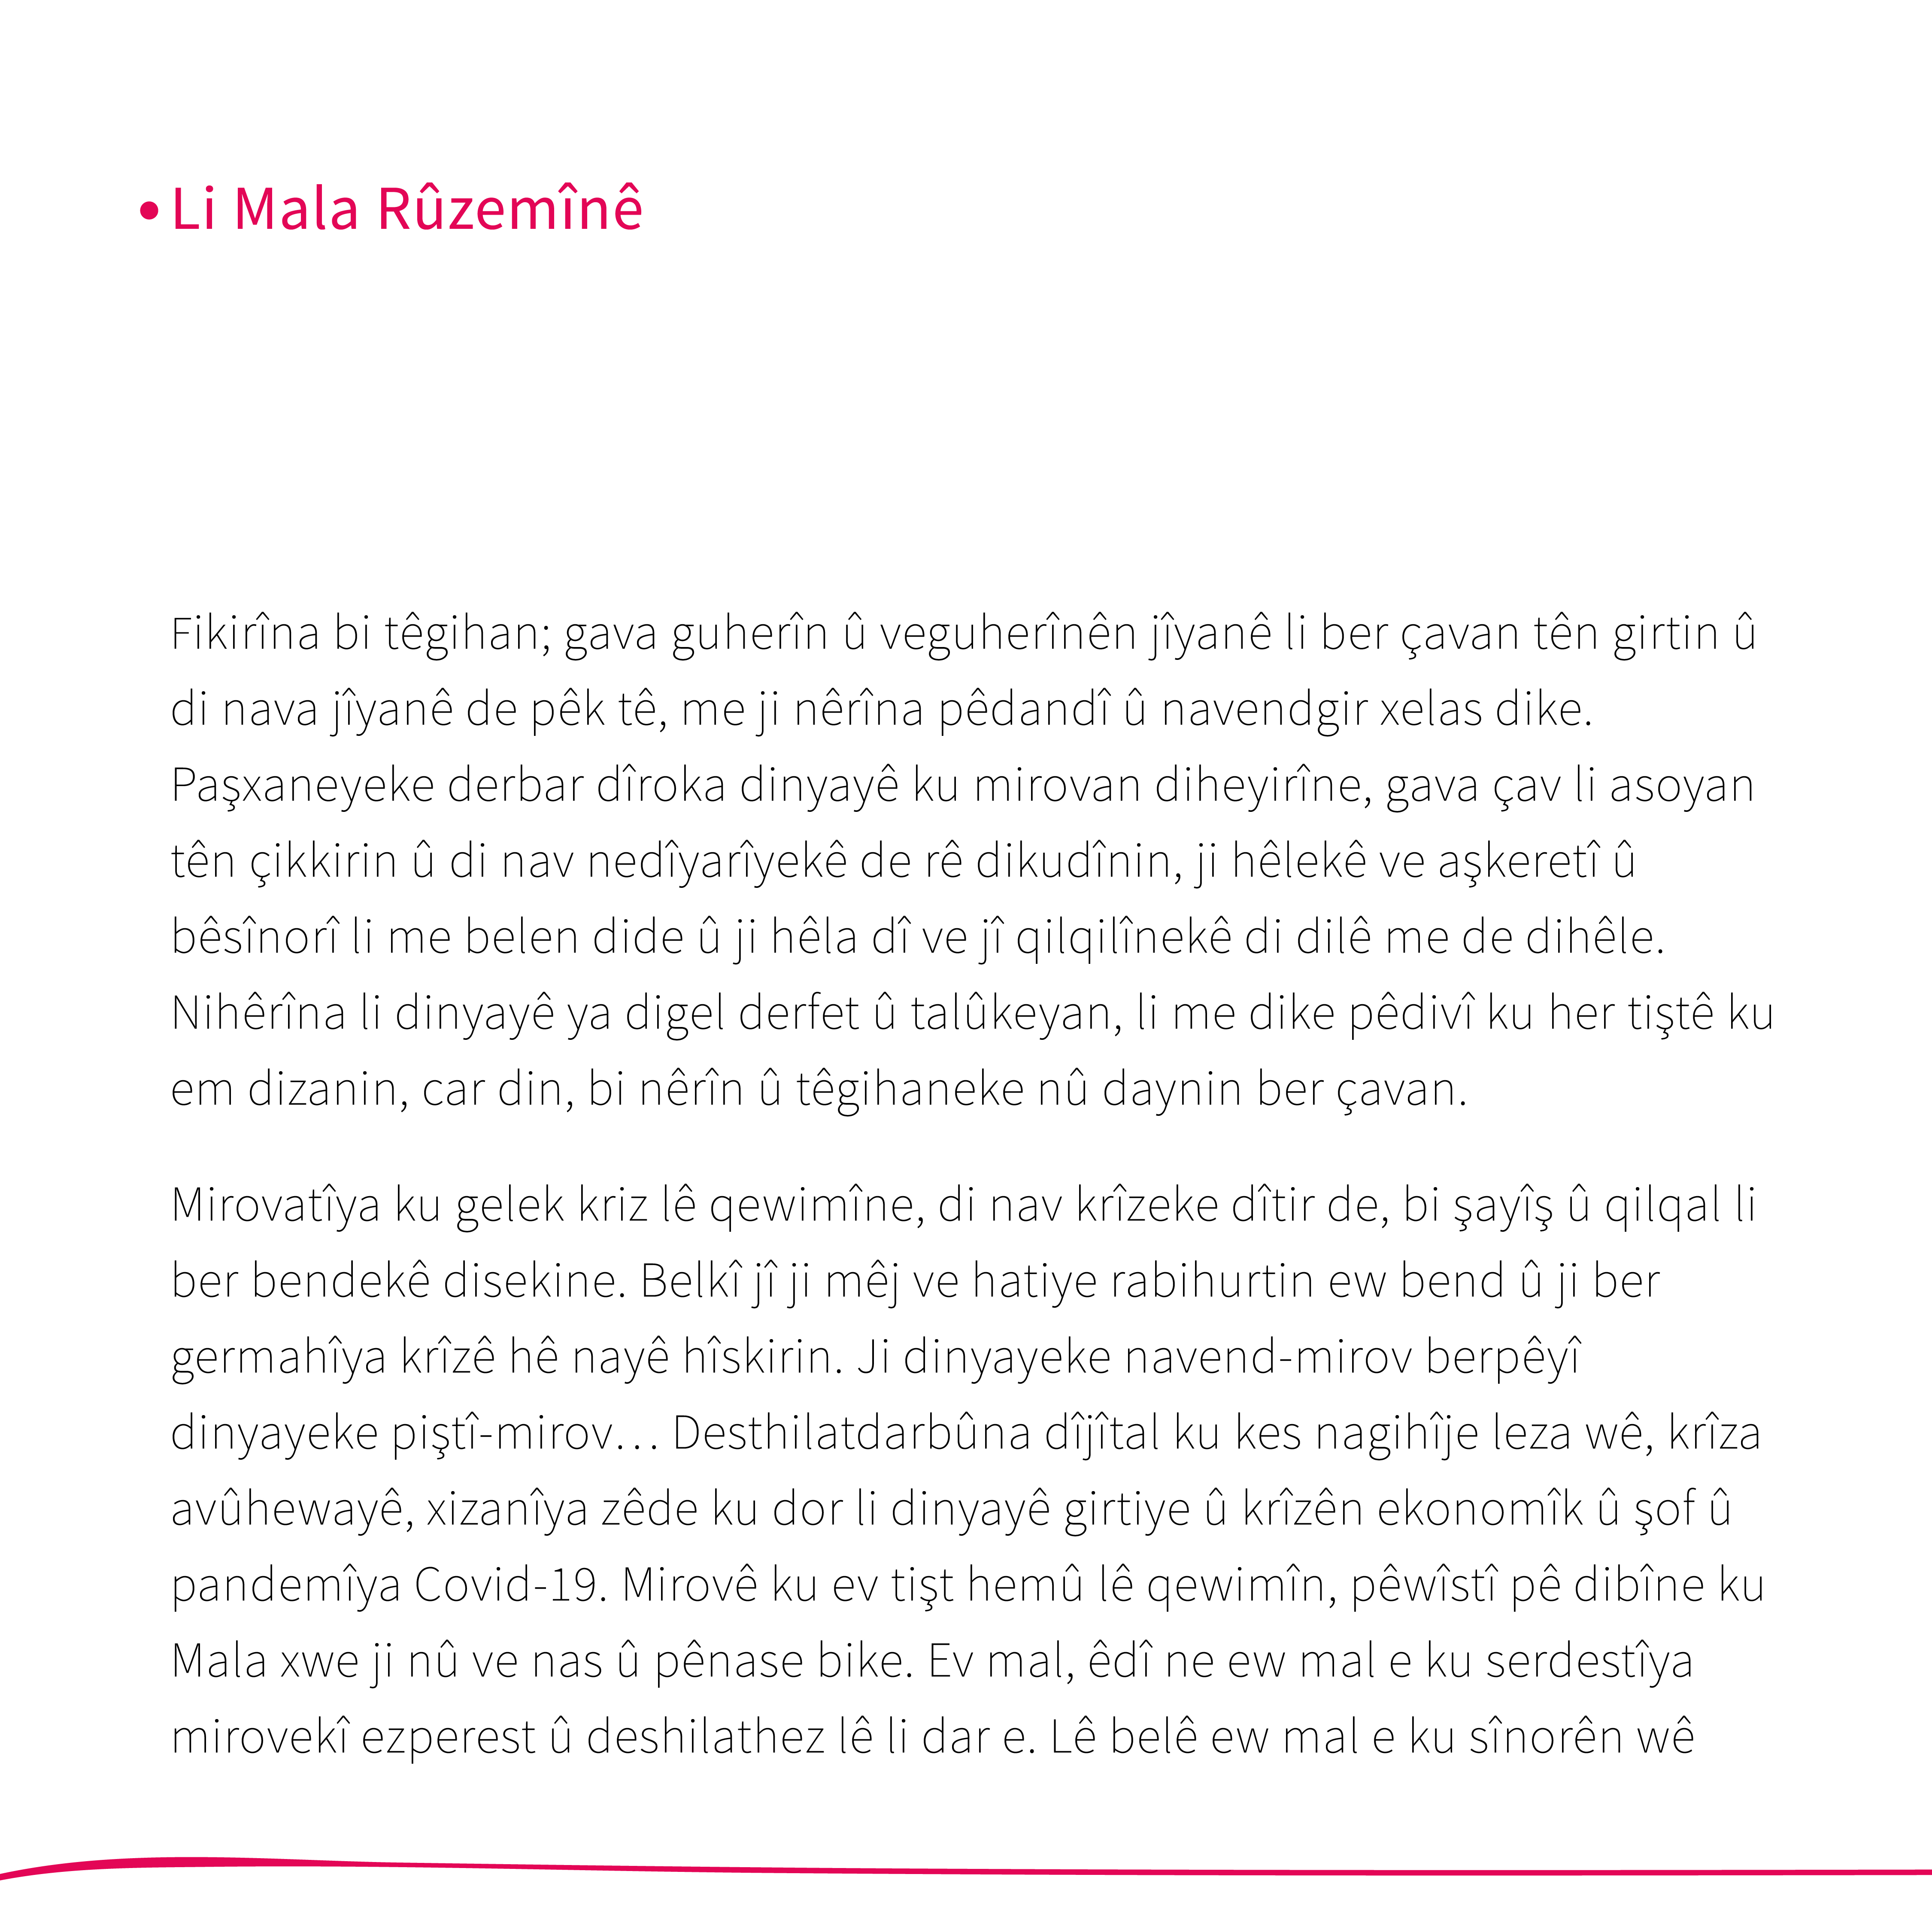 • Li Mala Rûzemînê
Fikirîna bi têgihan; gava guherîn û veguherînên jîyanê li ber çavan tên girtin û
di nava jîyanê de pêk tê, me ji nêrîna pêdandî û navendgir xelas dike.
Paşxaneyeke derbar dîroka dinyayê ku mirovan diheyirîne, gava çav li asoyan
tên çikkirin û di nav nedîyarîyekê de rê dikudînin, ji hêlekê ve aşkeretî û
bêsînorî li me belen dide û ji hêla dî ve jî qilqilînekê di dilê me de dihêle.
Nihêrîna li dinyayê ya digel derfet û talûkeyan, li me dike pêdivî ku her tiştê ku
em dizanin, car din, bi nêrîn û têgihaneke nû daynin ber çavan.
Mirovatîya ku gelek kriz lê qewimîne, di nav krîzeke dîtir de, bi şayîş û qilqal li
ber bendekê disekine. Belkî jî ji mêj ve hatiye rabihurtin ew bend û ji ber
germahîya krîzê hê nayê hîskirin. Ji dinyayeke navend-mirov berpêyî
dinyayeke piştî-mirov… Desthilatdarbûna dîjîtal ku kes nagihîje leza wê, krîza
avûhewayê, xizanîya zêde ku dor li dinyayê girtiye û krîzên ekonomîk û şof û
pandemîya Covid-19. Mirovê ku ev tişt hemû lê qewimîn, pêwîstî pê dibîne ku
Mala xwe ji nû ve nas û pênase bike. Ev mal, êdî ne ew mal e ku serdestîya
mirovekî ezperest û deshilathez lê li dar e. Lê belê ew mal e ku sînorên wê